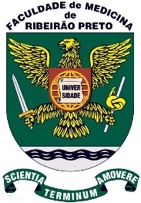 FACULDADE de MEDICINA
de
RIBEIRÃO PRETO
UNIVER
SIDADE
SCIENTIA TERMINUM AMOVERE